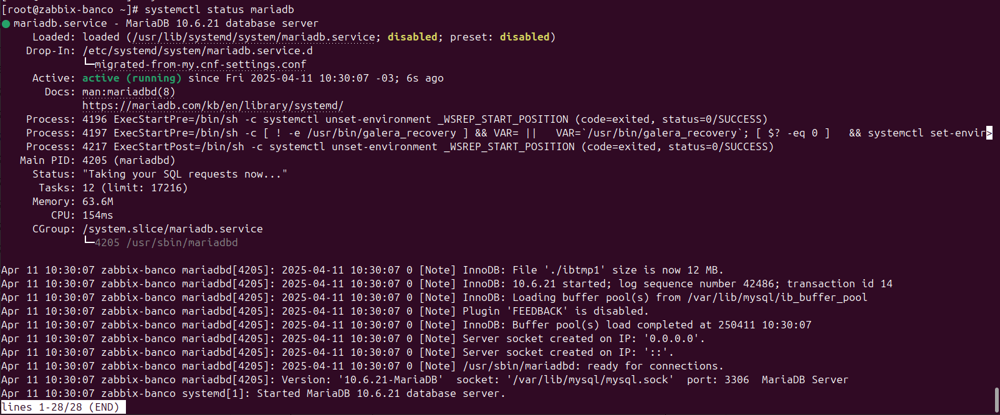 [root@zabbix-banco ~]# systemctl status mariadb
● mariadb.service - MariaDB 10.6.21 database server
     Loaded: loaded (/usr/lib/systemd/system/mariadb.service; disabled; preset: disabled)
    Drop-In: /etc/systemd/system/mariadb.service.d
             └─migrated-from-my.cnf-settings.conf
     Active: active (running) since Fri 2025-04-11 10:30:07 -03; 6s ago
       Docs: man:mariadbd(8)
             https://mariadb.com/kb/en/library/systemd/
    Process: 4196 ExecStartPre=/bin/sh -c systemctl unset-environment _WSREP_START_POSITION (code=exited, status=0/SUCCESS)
    Process: 4197 ExecStartPre=/bin/sh -c [ ! -e /usr/bin/galera_recovery ] && VAR= ||   VAR=`/usr/bin/galera_recovery`; [ $? -eq 0 ]   && systemctl set-envir>
    Process: 4217 ExecStartPost=/bin/sh -c systemctl unset-environment _WSREP_START_POSITION (code=exited, status=0/SUCCESS)
   Main PID: 4205 (mariadbd)
     Status: "Taking your SQL requests now..."
      Tasks: 12 (limit: 17216)
     Memory: 63.6M
        CPU: 154ms
     CGroup: /system.slice/mariadb.service
             └─4205 /usr/sbin/mariadbd
Apr 11 10:30:07 zabbix-banco mariadbd[4205]: 2025-04-11 10:30:07 0 [Note] InnoDB: File './ibtmp1' size is now 12 MB.
Apr 11 10:30:07 zabbix-banco mariadbd[4205]: 2025-04-11 10:30:07 0 [Note] InnoDB: 10.6.21 started; log sequence number 42486; transaction id 14
Apr 11 10:30:07 zabbix-banco mariadbd[4205]: 2025-04-11 10:30:07 0 [Note] InnoDB: Loading buffer pool(s) from /var/lib/mysql/ib_buffer_pool
Apr 11 10:30:07 zabbix-banco mariadbd[4205]: 2025-04-11 10:30:07 0 [Note] Plugin 'FEEDBACK' is disabled.
Apr 11 10:30:07 zabbix-banco mariadbd[4205]: 2025-04-11 10:30:07 0 [Note] InnoDB: Buffer pool(s) load completed at 250411 10:30:07
Apr 11 10:30:07 zabbix-banco mariadbd[4205]: 2025-04-11 10:30:07 0 [Note] Server socket created on IP: '0.0.0.0'.
Apr 11 10:30:07 zabbix-banco mariadbd[4205]: 2025-04-11 10:30:07 0 [Note] Server socket created on IP: '::'.
Apr 11 10:30:07 zabbix-banco mariadbd[4205]: 2025-04-11 10:30:07 0 [Note] /usr/sbin/mariadbd: ready for connections.
Apr 11 10:30:07 zabbix-banco mariadbd[4205]: Version: '10.6.21-MariaDB'  socket: '/var/lib/mysql/mysql.sock'  port: 3306  MariaDB Server
Apr 11 10:30:07 zabbix-banco systemd[1]: Started MariaDB 10.6.21 database server.
lines 1-28/28 (END)